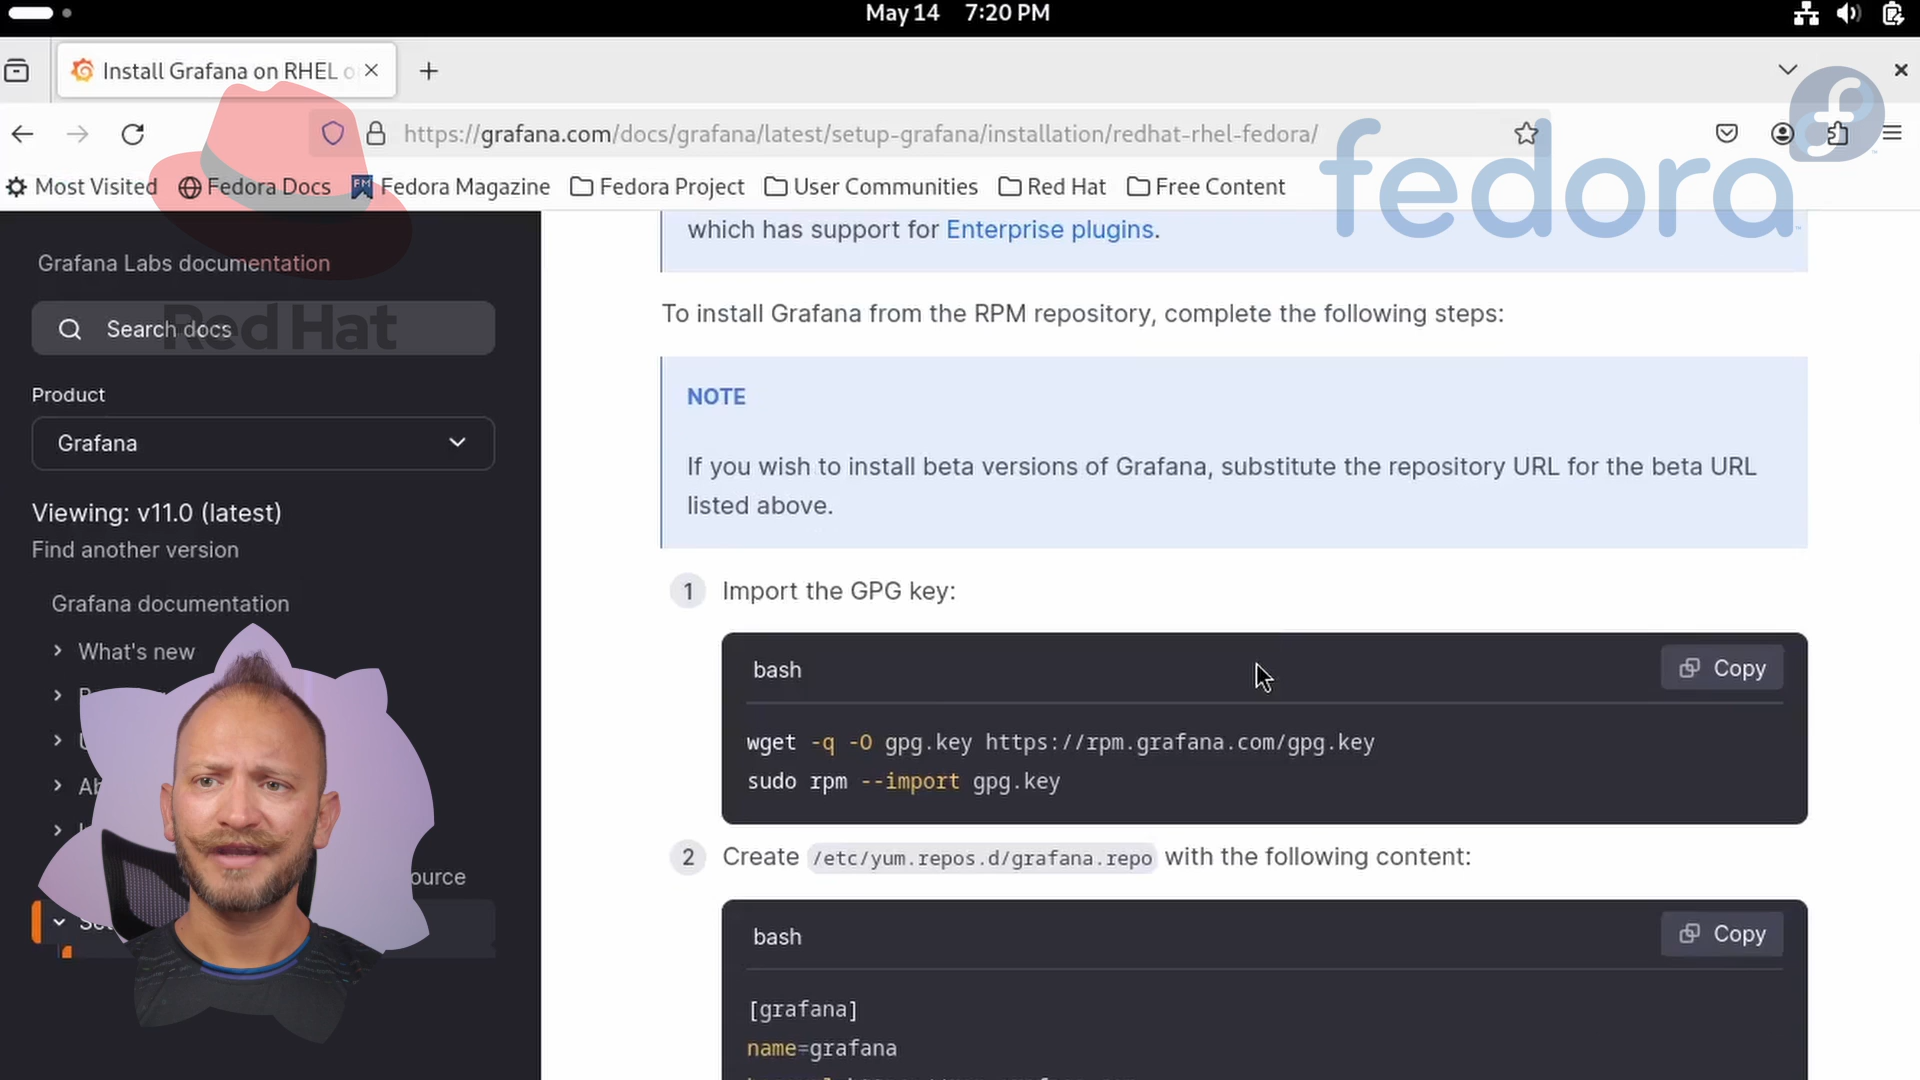 May 14 7:20 PM
Install Grafana on RHEL o
https://grafana.com/docs/grafana/latest/setup-grafana/installation/redhat-rhel-fedora/
Most Visited Fedora Docs Fedora Magazine Fedora Project User Communities Red Hat Free Content
fedora
Grafana Labs documentation
Red Hat
Search docs
Product
Grafana
Viewing: v11.0 (latest)
Find another version
Grafana documentation
What's new
ource
which has support for Enterprise plugins.
To install Grafana from the RPM repository, complete the following steps:
NOTE
If you wish to install beta versions of Grafana, substitute the repository URL for the beta URL
listed above.
1 Import the GPG key:
bash Copy
wget -q -O gpg.key https://rpm.grafana.com/gpg.key
sudo rpm --import gpg.key
2 Create /etc/yum.repos.d/grafana.repo with the following content:
bash Copy
[grafana]
name=grafana